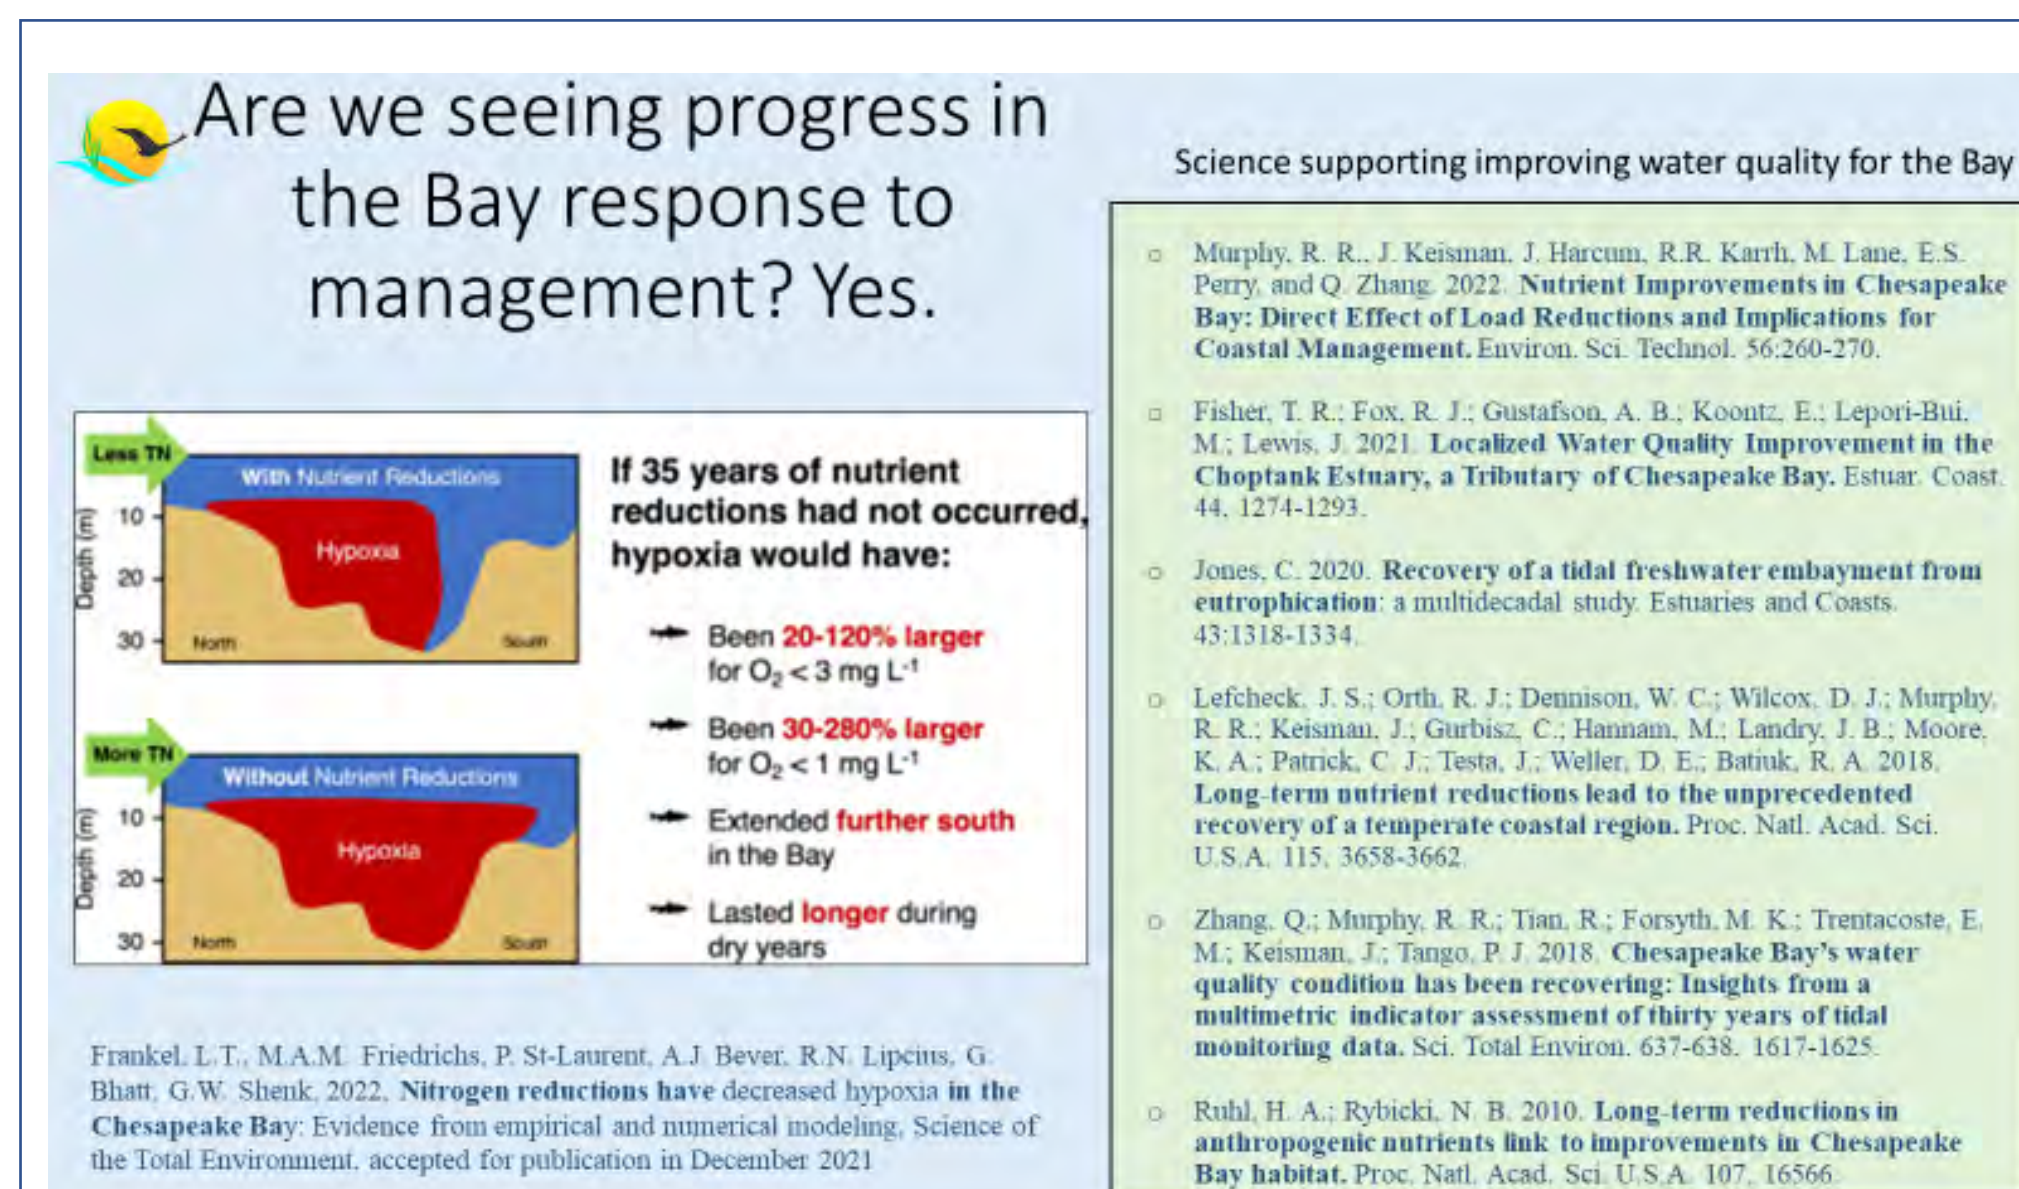 Are we seeing progress in
the Bay response to
management? Yes.
Less TN
With Nutrient Reductions
Hypoxia
Depth (m)
10
20
30
North
South
More TN
Without Nutrient Reductions
Hypoxia
Depth (m)
10
20
30
North
South
If 35 years of nutrient
reductions had not occurred,
hypoxia would have:
Been 20-120% larger
for O₂ < 3 mg L⁻¹
Been 30-280% larger
for O₂ < 1 mg L⁻¹
Extended further south
in the Bay
Lasted longer during
dry years
Frankel, L.T., M.A.M. Friedrichs, P. St-Laurent, A.J. Bever, R.N. Lipcius, G.
Bhatt, G.W. Shenk, 2022, Nitrogen reductions have decreased hypoxia in the
Chesapeake Bay: Evidence from empirical and numerical modeling, Science of
the Total Environment, accepted for publication in December 2021
Science supporting improving water quality for the Bay
Murphy, R. R., J. Keisman, J. Harcum, R.R. Karrh, M. Lane, E.S.
Perry, and Q. Zhang. 2022. Nutrient Improvements in Chesapeake
Bay: Direct Effect of Load Reductions and Implications for
Coastal Management. Environ. Sci. Technol. 56:260-270.
Fisher, T. R.; Fox, R. J.; Gustafson, A. B.; Koontz, E.; Lepori-Bui,
M.; Lewis, J. 2021. Localized Water Quality Improvement in the
Choptank Estuary, a Tributary of Chesapeake Bay. Estuar. Coast.
44, 1274-1293.
Jones, C. 2020. Recovery of a tidal freshwater embayment from
eutrophication: a multidecadal study. Estuaries and Coasts.
43:1318-1334.
Lefcheck, J. S.; Orth, R. J.; Dennison, W. C.; Wilcox, D. J.; Murphy,
R. R.; Keisman, J.; Gurbisz, C.; Hannam, M.; Landry, J. B.; Moore,
K. A.; Patrick, C. J.; Testa, J.; Weller, D. E.; Batiuk, R. A. 2018.
Long-term nutrient reductions lead to the unprecedented
recovery of a temperate coastal region. Proc. Natl. Acad. Sci.
U.S.A. 115, 3658-3662.
Zhang, Q.; Murphy, R. R.; Tian, R.; Forsyth, M. K.; Trentacoste, E.
M.; Keisman, J.; Tango, P. J. 2018. Chesapeake Bay's water
quality condition has been recovering: Insights from a
multimetric indicator assessment of thirty years of tidal
monitoring data. Sci. Total Environ. 637-638, 1617-1625.
Ruhl, H. A.; Rybicki, N. B. 2010. Long-term reductions in
anthropogenic nutrients link to improvements in Chesapeake
Bay habitat. Proc. Natl. Acad. Sci. U.S.A. 107, 16566